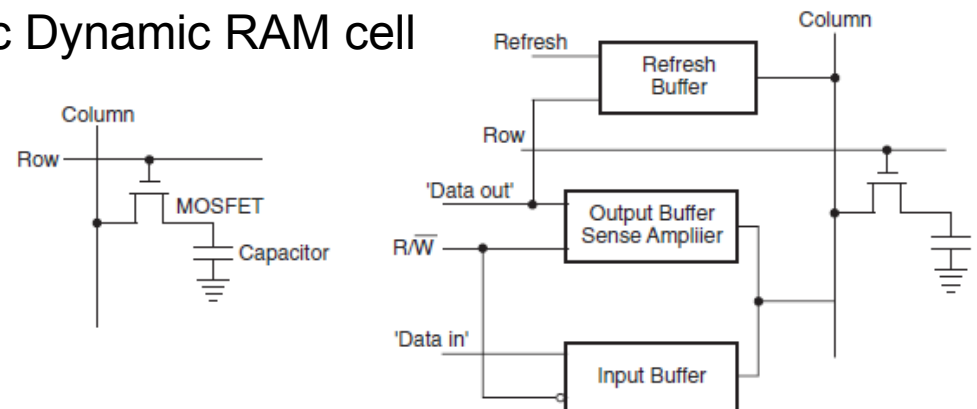 c Dynamic RAM cell
Column
Row
MOSFET
Capacitor
Column
Refresh
Refresh
Buffer
Row
'Data out'
Output Buffer
Sense Ampliier
R/W̅
'Data in'
Input Buffer